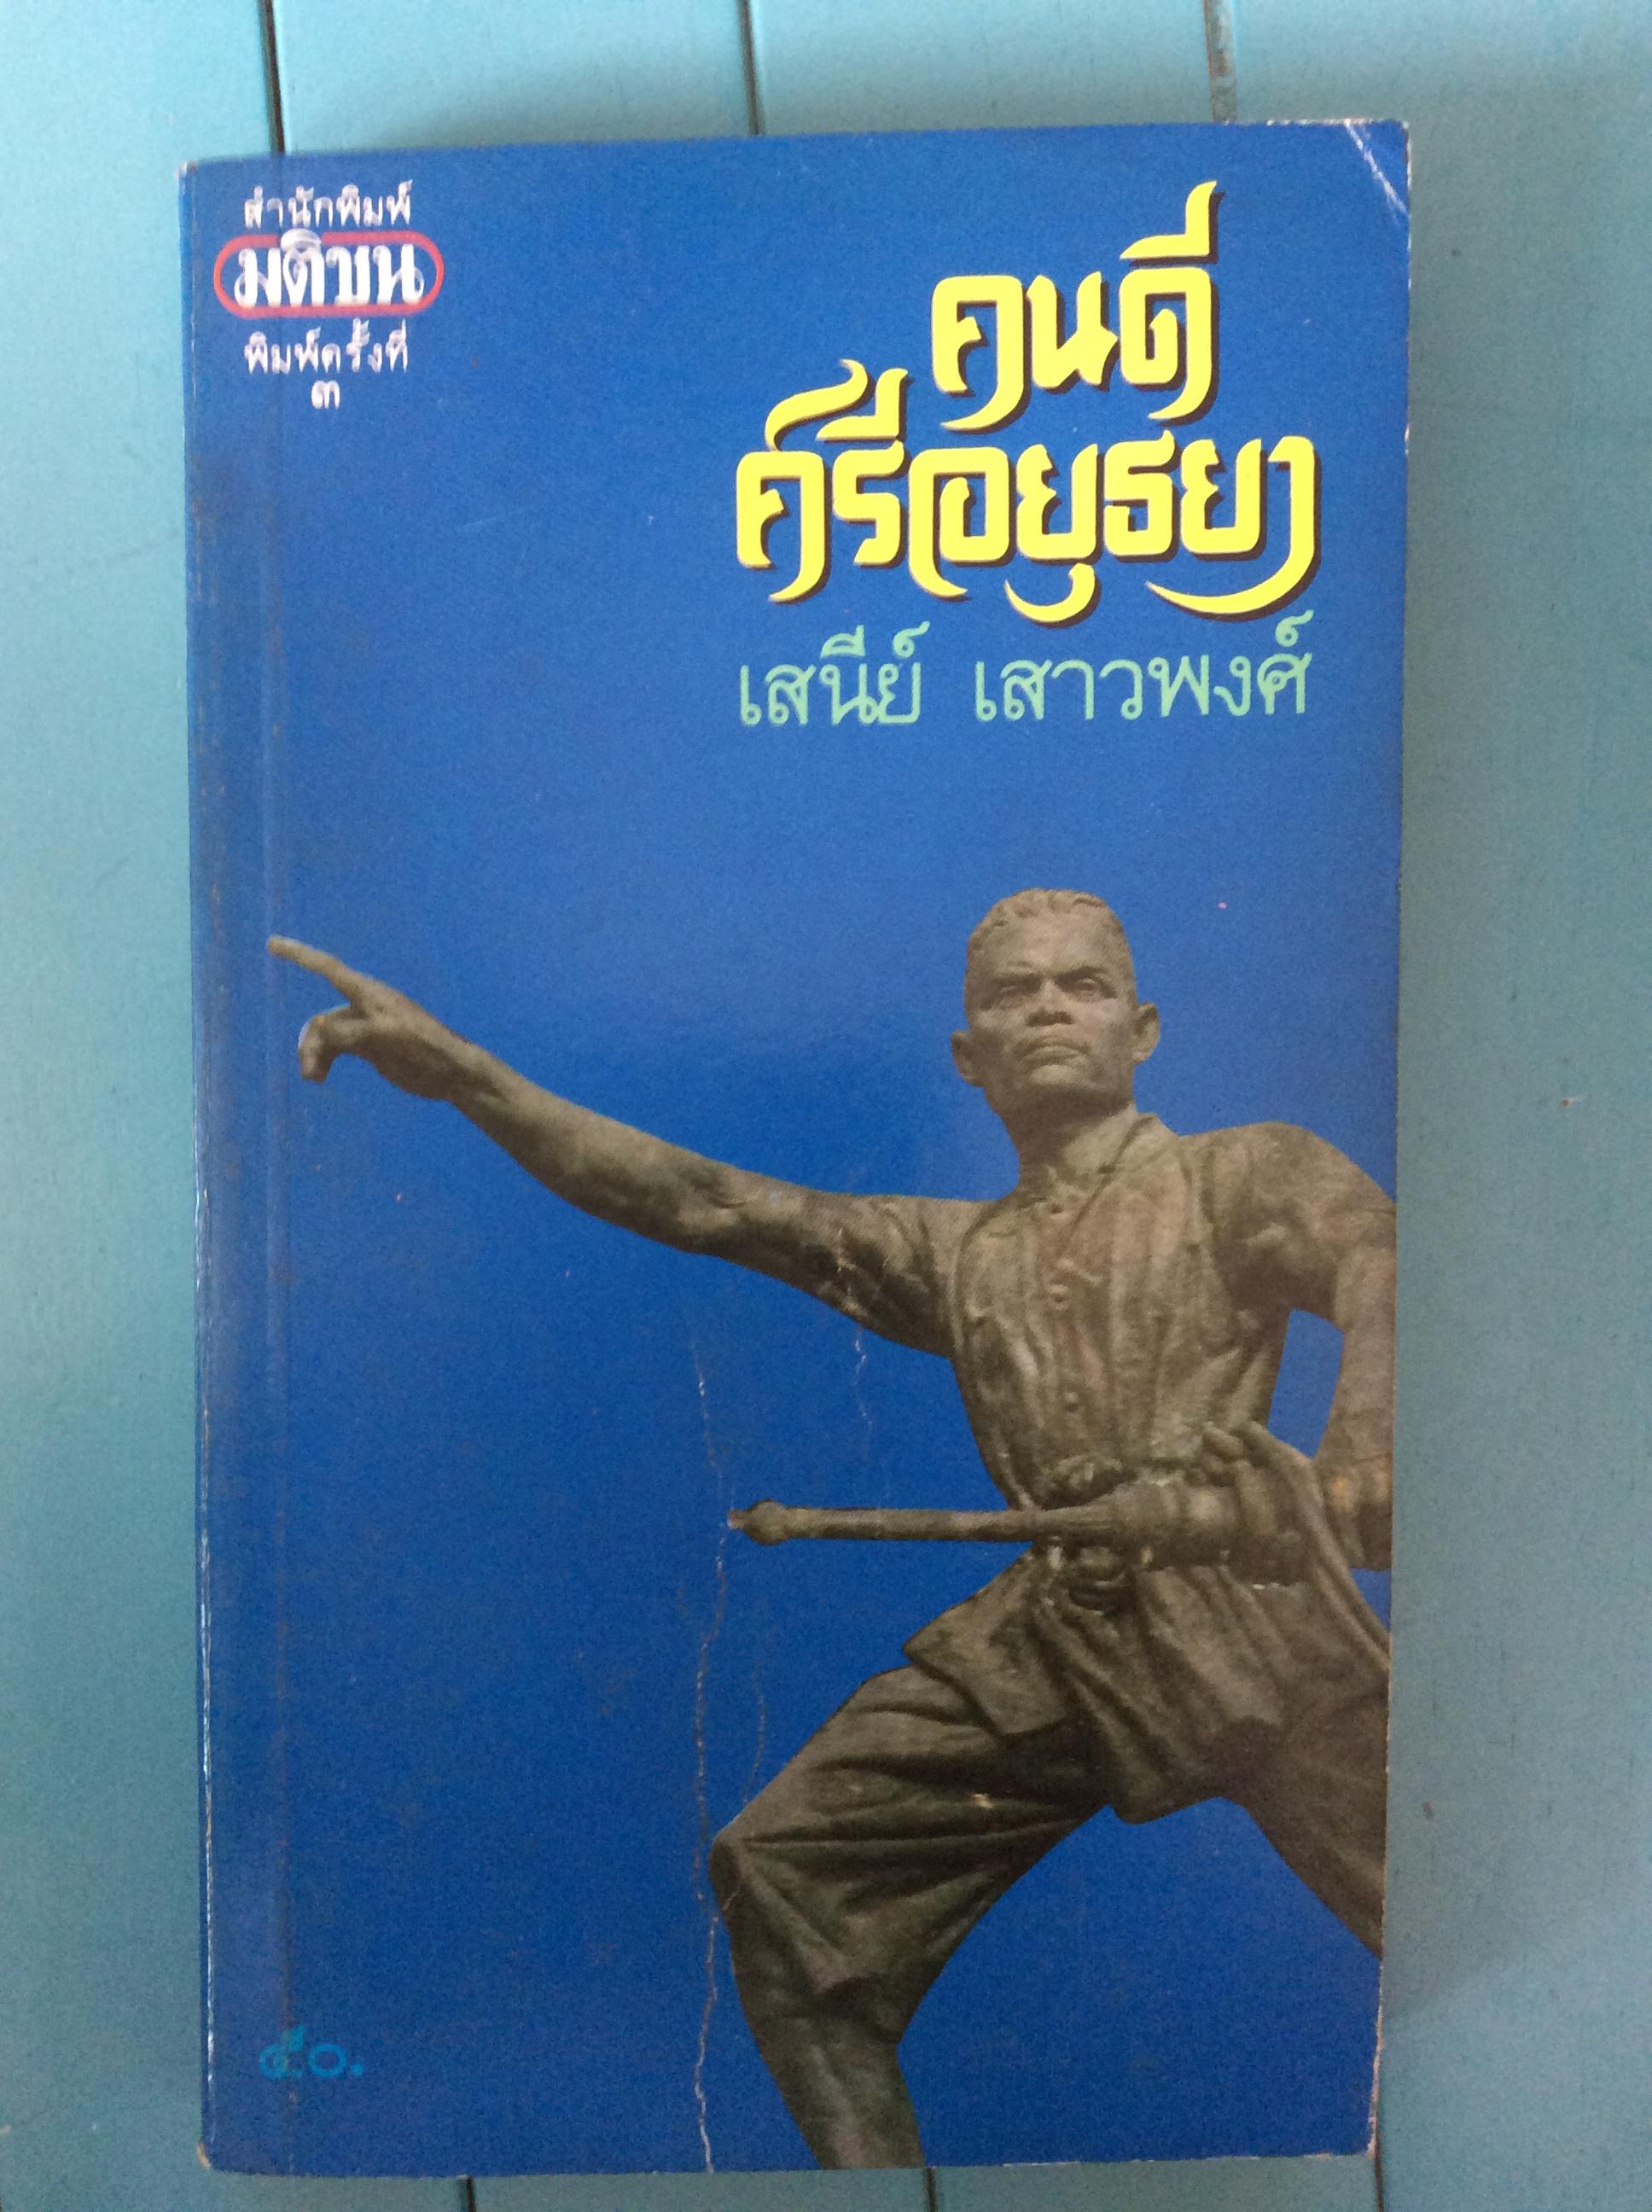 สำนักพิมพ์
มติชน
พิมพ์ครั้งที่
๓
คนดี
ศรีอยุธยา
เสนีย์ เสาวพงศ์
๕๐.